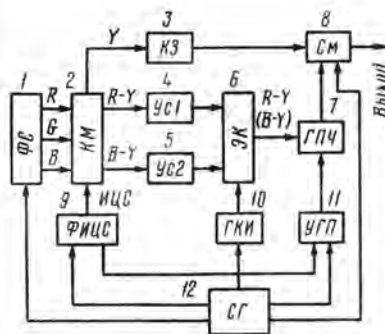 3
8
Y
КЗ
СМ
Выход
1
2
4
6
R
R-Y
УС1
R-Y
(B-Y)
7
ФС
G
КМ
5
ЭК
ГПЧ
B
B-Y
УС2
9
ИЦС
10
11
ФИЦС
ГКИ
УГП
12
СГ